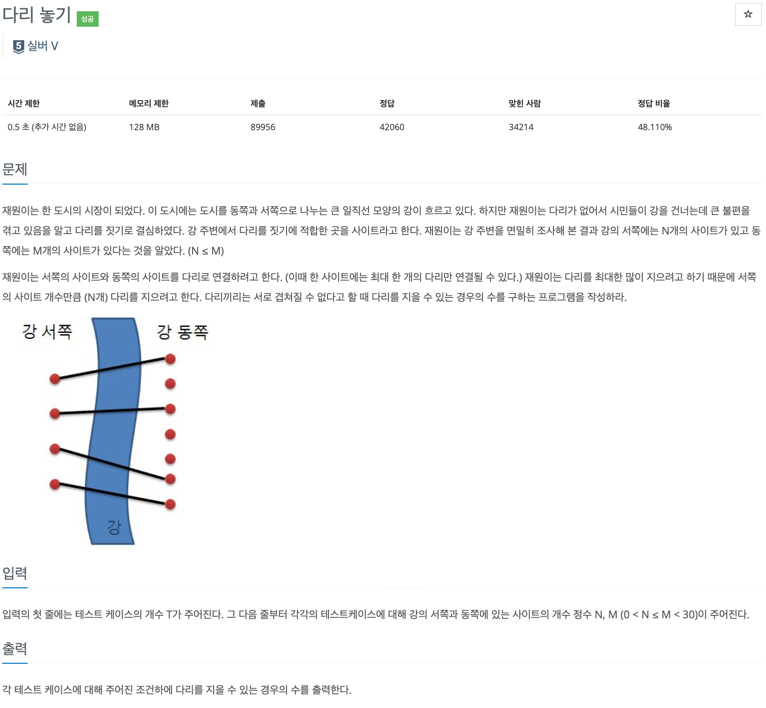 다리 놓기 성공
☆
5 실버 V
시간 제한 메모리 제한 제출 정답 맞힌 사람 정답 비율
0.5 초 (추가 시간 없음) 128 MB 89956 42060 34214 48.110%
문제
재원이는 한 도시의 시장이 되었다. 이 도시에는 도시를 동쪽과 서쪽으로 나누는 큰 일직선 모양의 강이 흐르고 있다. 하지만 재원이는 다리가 없어서 시민들이 강을 건너는데 큰 불편을
겪고 있음을 알고 다리를 짓기로 결심하였다. 강 주변에서 다리를 짓기에 적합한 곳을 사이트라고 한다. 재원이는 강 주변을 면밀히 조사해 본 결과 강의 서쪽에는 N개의 사이트가 있고 동
쪽에는 M개의 사이트가 있다는 것을 알았다. (N ≤ M)
재원이는 서쪽의 사이트와 동쪽의 사이트를 다리로 연결하려고 한다. (이때 한 사이트에는 최대 한 개의 다리만 연결될 수 있다.) 재원이는 다리를 최대한 많이 지으려고 하기 때문에 서쪽
의 사이트 개수만큼 (N개) 다리를 지으려고 한다. 다리끼리는 서로 겹쳐질 수 없다고 할 때 다리를 지을 수 있는 경우의 수를 구하는 프로그램을 작성하라.
강 서쪽 강 동쪽
강
입력
입력의 첫 줄에는 테스트 케이스의 개수 T가 주어진다. 그 다음 줄부터 각각의 테스트케이스에 대해 강의 서쪽과 동쪽에 있는 사이트의 개수 정수 N, M (0 < N ≤ M < 30)이 주어진다.
출력
각 테스트 케이스에 대해 주어진 조건하에 다리를 지을 수 있는 경우의 수를 출력한다.